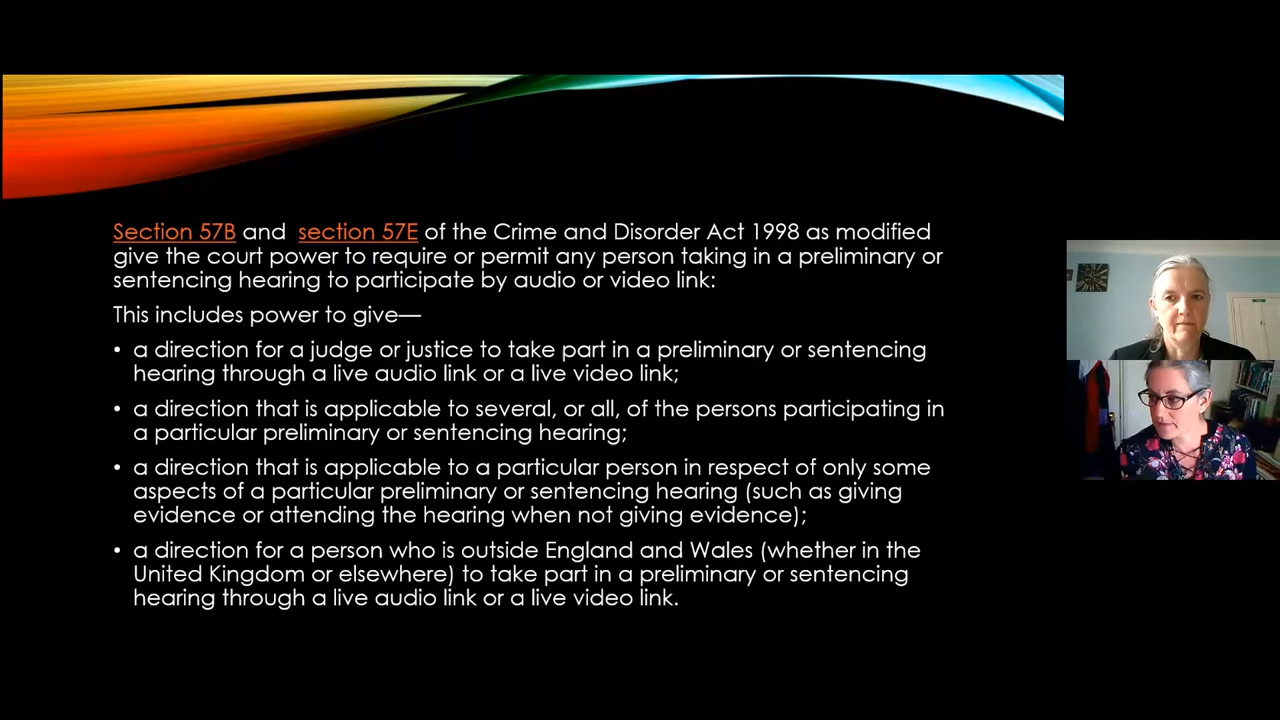 Section 57B and section 57E of the Crime and Disorder Act 1998 as modified
give the court power to require or permit any person taking in a preliminary or
sentencing hearing to participate by audio or video link:
This includes power to give—
• a direction for a judge or justice to take part in a preliminary or sentencing
hearing through a live audio link or a live video link;
• a direction that is applicable to several, or all, of the persons participating in
a particular preliminary or sentencing hearing;
• a direction that is applicable to a particular person in respect of only some
aspects of a particular preliminary or sentencing hearing (such as giving
evidence or attending the hearing when not giving evidence);
• a direction for a person who is outside England and Wales (whether in the
United Kingdom or elsewhere) to take part in a preliminary or sentencing
hearing through a live audio link or a live video link.